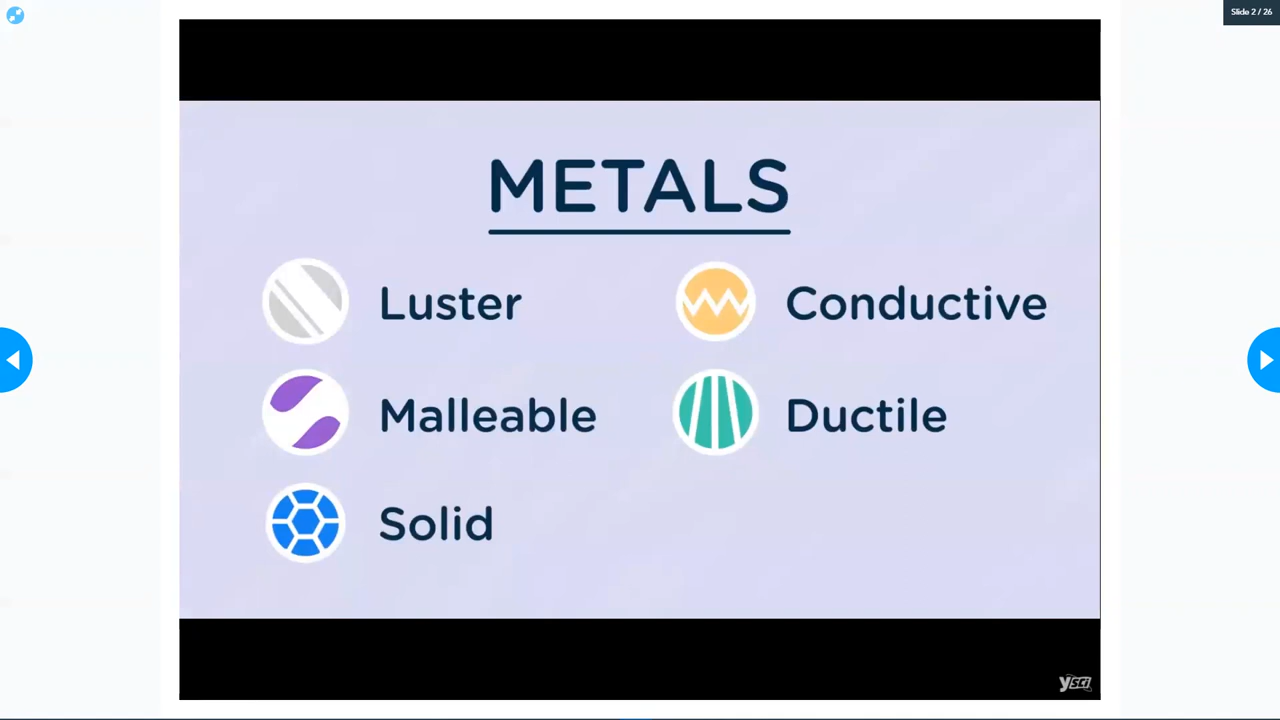 Slide 2 / 26
METALS
Luster
Conductive
Malleable
Ductile
Solid
ysci